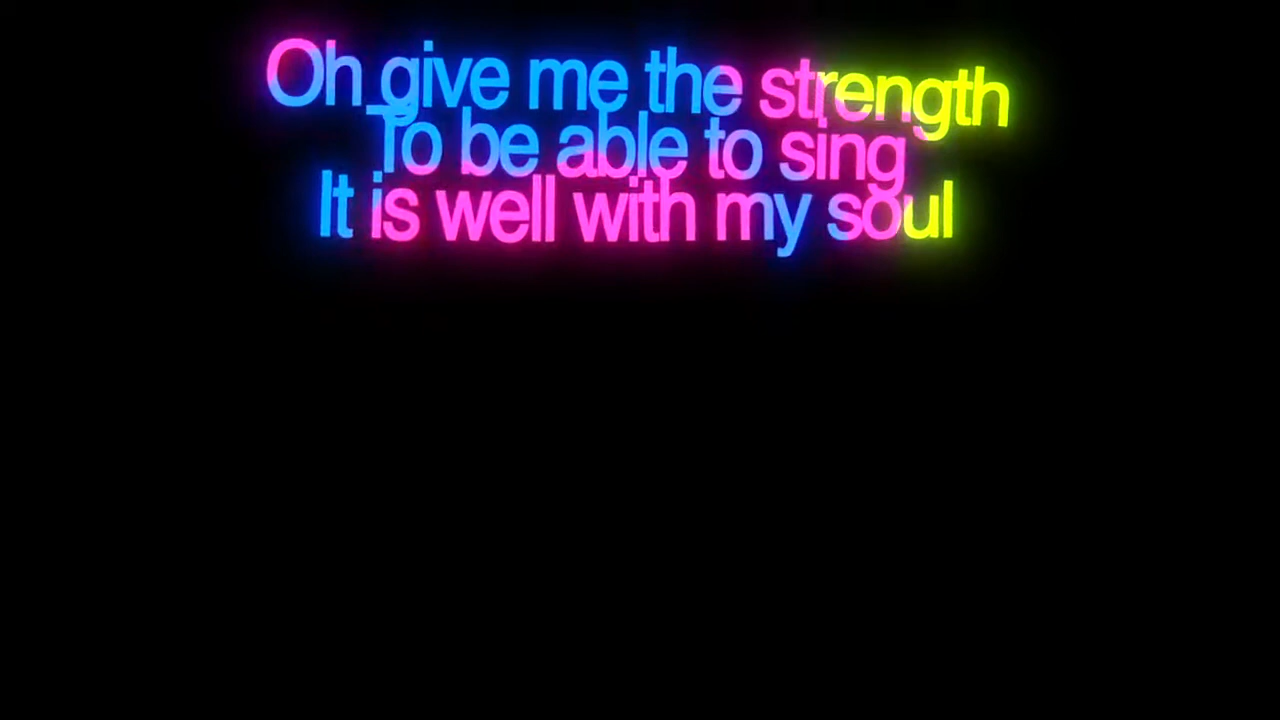 Oh give me the strength
To be able to sing
It is well with my soul